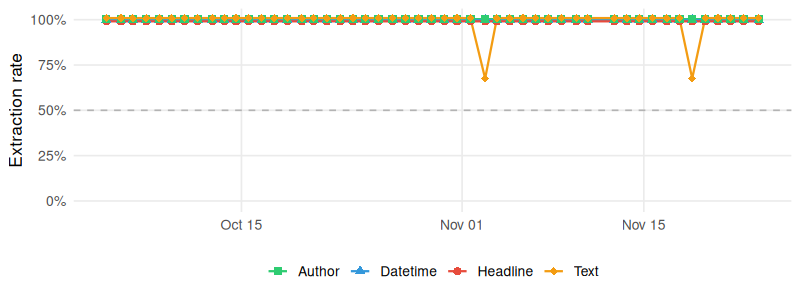 Extraction rate
100%
75%
50%
25%
0%
Oct 15 Nov 01 Nov 15
Author Datetime Headline Text